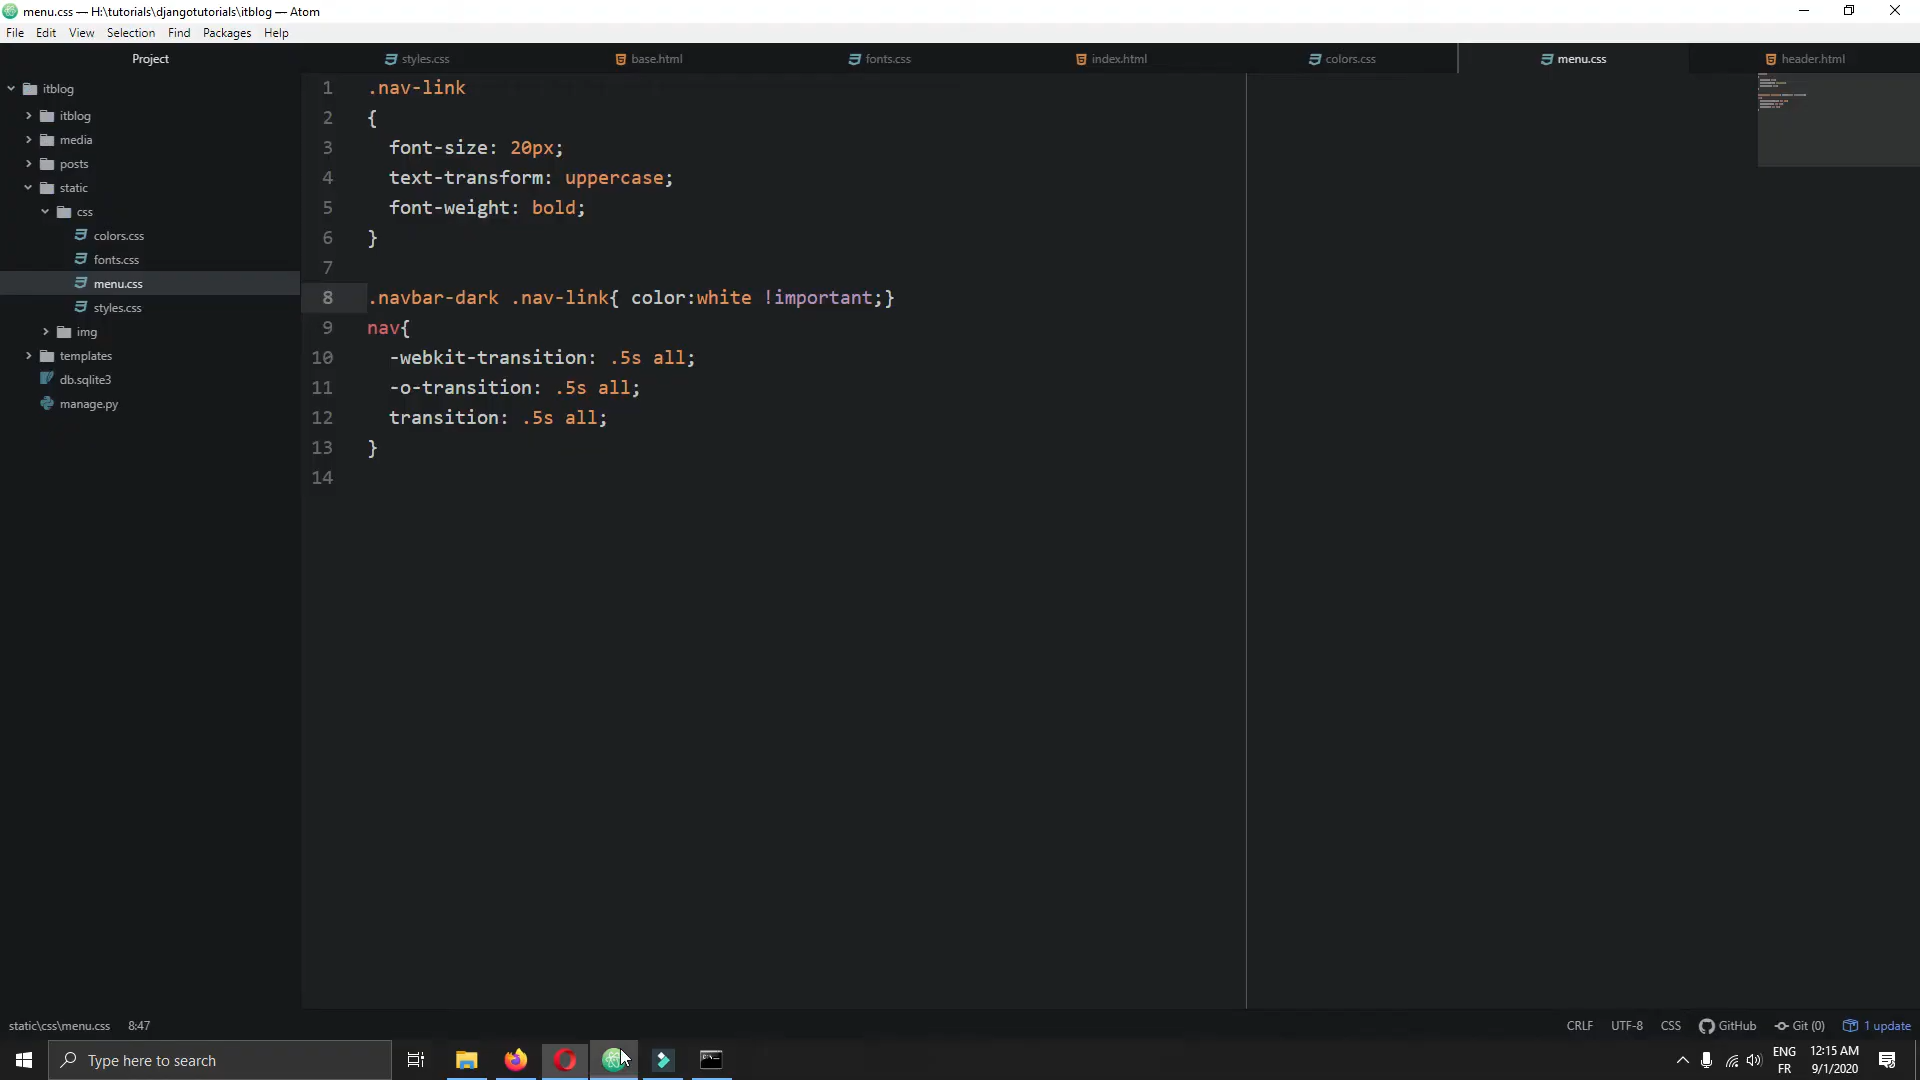 menu.css — H:\tutorials\djangotutorials\itblog — Atom
File Edit View Selection Find Packages Help
Project
styles.css base.html fonts.css index.html colors.css menu.css header.html
itblog
itblog
media
posts
static
css
colors.css
fonts.css
menu.css
styles.css
img
templates
db.sqlite3
manage.py
1 .nav-link
2 {
3 font-size: 20px;
4 text-transform: uppercase;
5 font-weight: bold;
6 }
7
8 .navbar-dark .nav-link{ color:white !important;}
9 nav{
10 -webkit-transition: .5s all;
11 -o-transition: .5s all;
12 transition: .5s all;
13 }
14
static\css\menu.css 8:47 CRLF UTF-8 CSS GitHub Git (0) 1 update
Type here to search
ENG 12:15 AM
FR 9/1/2020